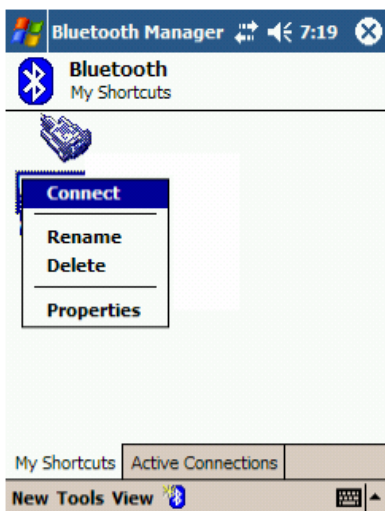 Bluetooth Manager 7:19
Bluetooth
My Shortcuts
Connect
Rename
Delete
Properties
My Shortcuts Active Connections
New Tools View